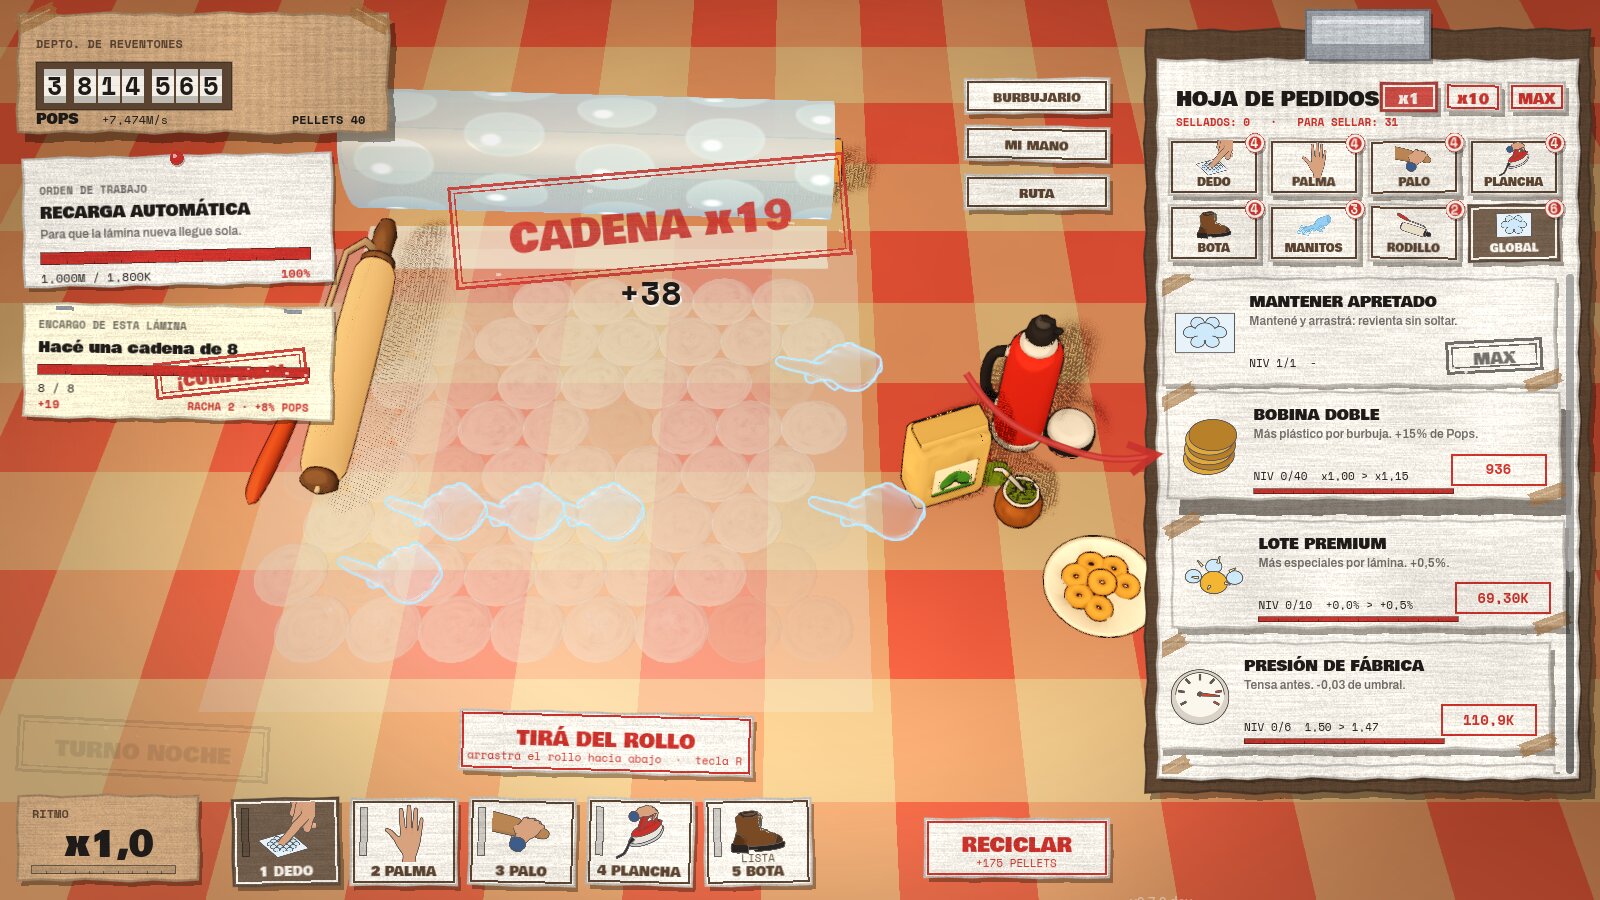 DEPTO. DE REVENTONES
3 814 565
POPS +7,474M/s PELLETS 40
ORDEN DE TRABAJO
RECARGA AUTOMÁTICA
Para que la lámina nueva llegue sola.
1,000M / 1,800K 100%
ENCARGO DE ESTA LÁMINA
Hacé una cadena de 8
8 / 8
+19 RACHA 2 · +8% POPS
CADENA x19
+38
BURBUJARIO
MI MANO
RUTA
HOJA DE PEDIDOS x1 x10 MAX
SELLADOS: 0 · PARA SELLAR: 31
4 4 4 4
DEDO PALMA PALO PLANCHA
4 3 2 6
BOTA MANITOS RODILLO GLOBAL
MANTENER APRETADO
Mantené y arrastrá: revienta sin soltar.
NIV 1/1 - MAX
BOBINA DOBLE
Más plástico por burbuja. +15% de Pops.
NIV 0/40 x1,00 > x1,15 936
LOTE PREMIUM
Más especiales por lámina. +0,5%.
NIV 0/10 +0,0% > +0,5% 69,30K
PRESIÓN DE FÁBRICA
Tensa antes. -0,03 de umbral.
NIV 0/6 1,50 > 1,47 110,9K
TURNO NOCHE
TIRÁ DEL ROLLO
arrastrá el rollo hacia abajo · tecla R
RITMO
x1,0
1 DEDO
2 PALMA
3 PALO
4 PLANCHA
LISTA
5 BOTA
RECICLAR
+175 PELLETS